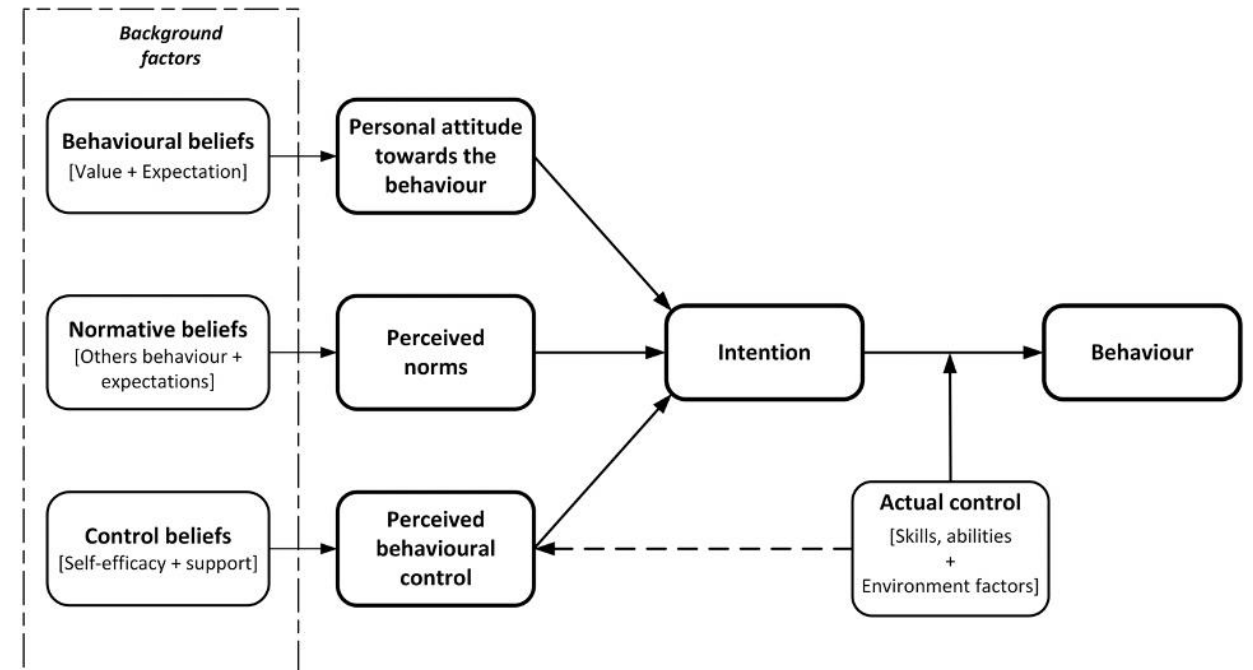 Background
factors
Behavioural beliefs
[Value + Expectation]
Personal attitude
towards the
behaviour
Normative beliefs
[Others behaviour +
expectations]
Perceived
norms
Intention
Behaviour
Control beliefs
[Self-efficacy + support]
Perceived
behavioural
control
Actual control
[Skills, abilities
+
Environment factors]